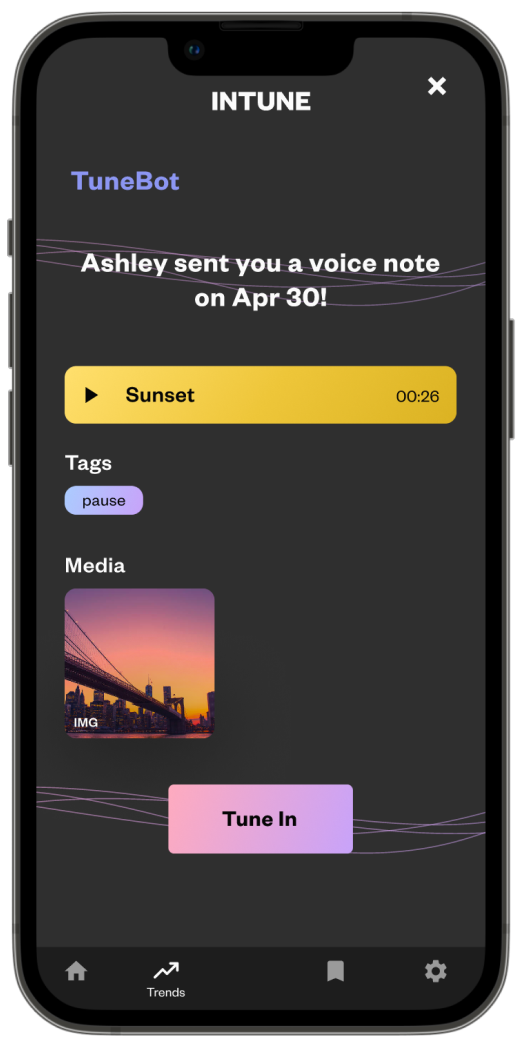 INTUNE
TuneBot
Ashley sent you a voice note
on Apr 30!
Sunset 00:26
Tags
pause
Media
IMG
Tune In
Trends